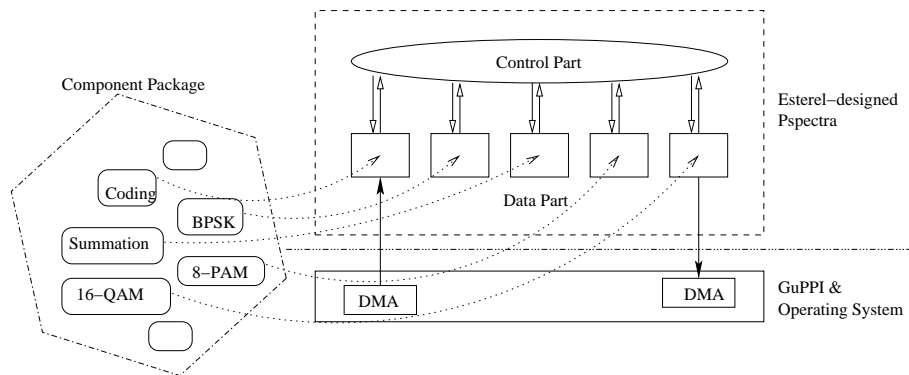 Component Package
Coding
BPSK
Summation
8−PAM
16−QAM
Control Part
Data Part
Esterel−designed
Pspectra
DMA
DMA
GuPPI &
Operating System